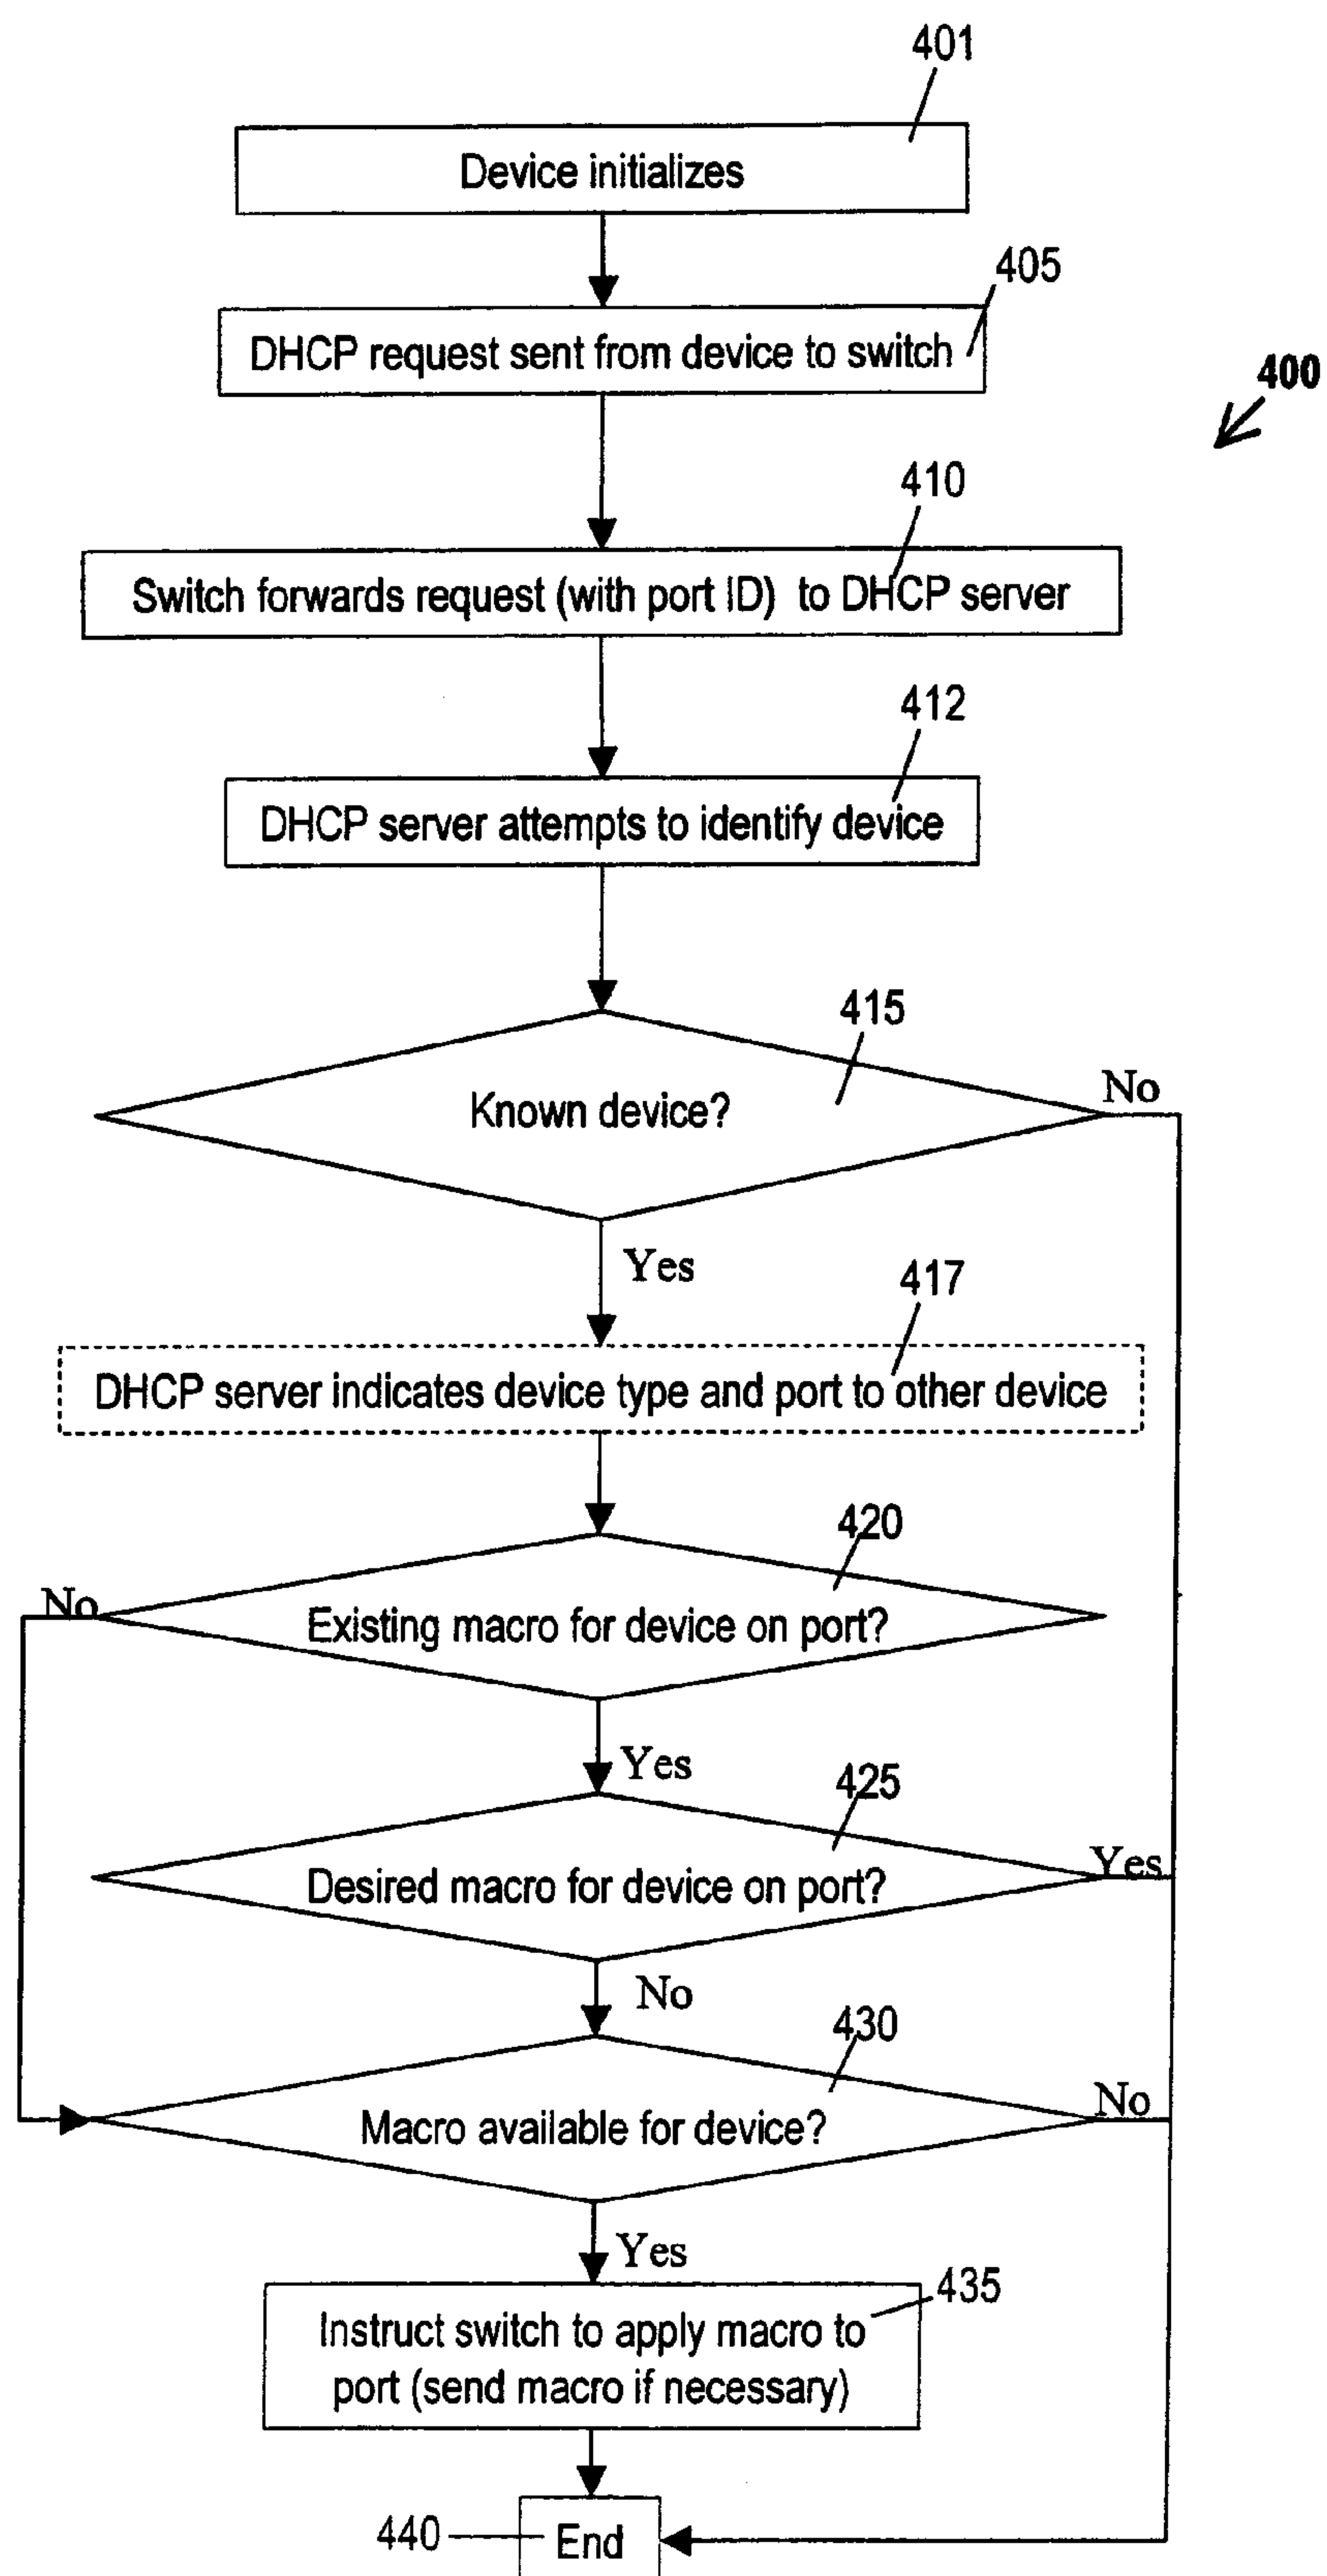 401
Device initializes
405
DHCP request sent from device to switch
400
410
Switch forwards request (with port ID) to DHCP server
412
DHCP server attempts to identify device
415
Known device?
No
Yes
417
DHCP server indicates device type and port to other device
420
No
Existing macro for device on port?
Yes
425
Desired macro for device on port?
Yes
No
430
Macro available for device?
No
Yes
435
Instruct switch to apply macro to
port (send macro if necessary)
440
End